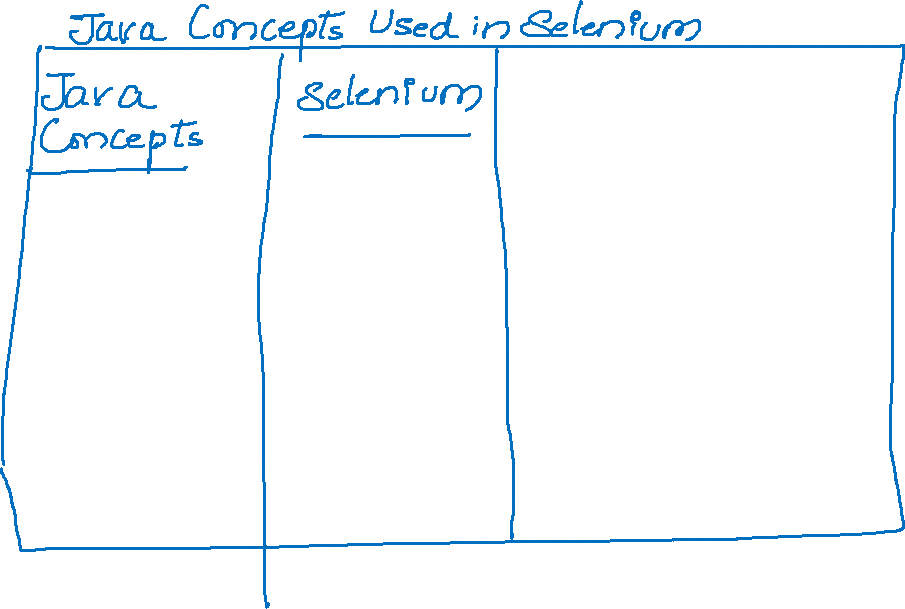 Java Concepts Used in Selenium
Java
Concepts
Selenium